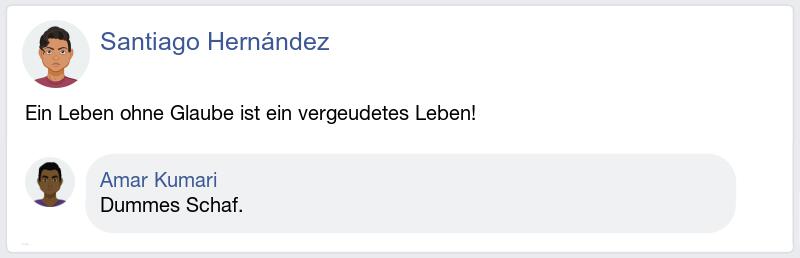 Santiago Hernández
Ein Leben ohne Glaube ist ein vergeudetes Leben!
Amar Kumari
Dummes Schaf.